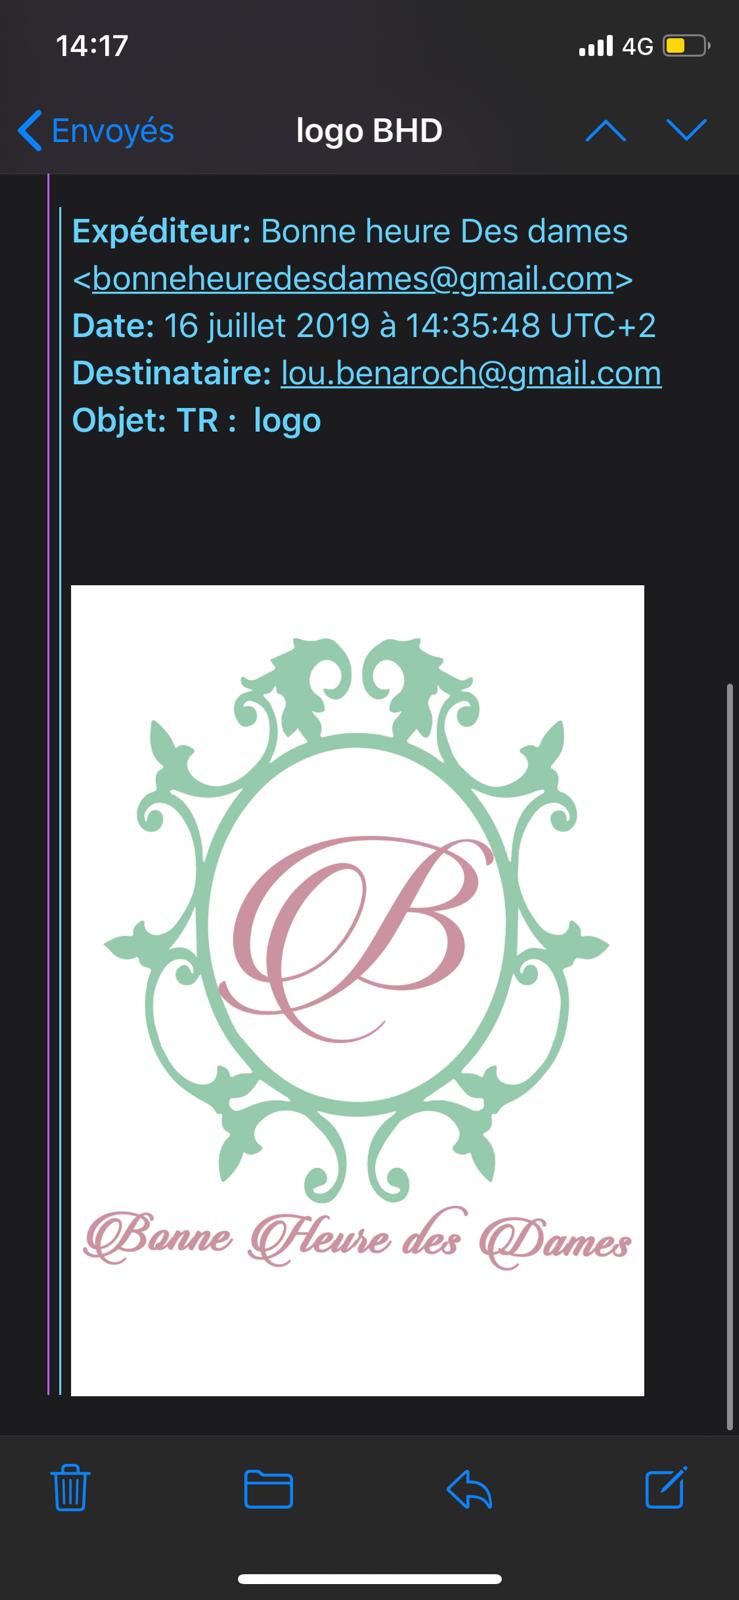 14:17
4G
Envoyés
logo BHD
Expéditeur: Bonne heure Des dames
<bonneheuredesdames@gmail.com>
Date: 16 juillet 2019 à 14:35:48 UTC+2
Destinataire: lou.benaroch@gmail.com
Objet: TR : logo
B
Bonne Heure des Dames